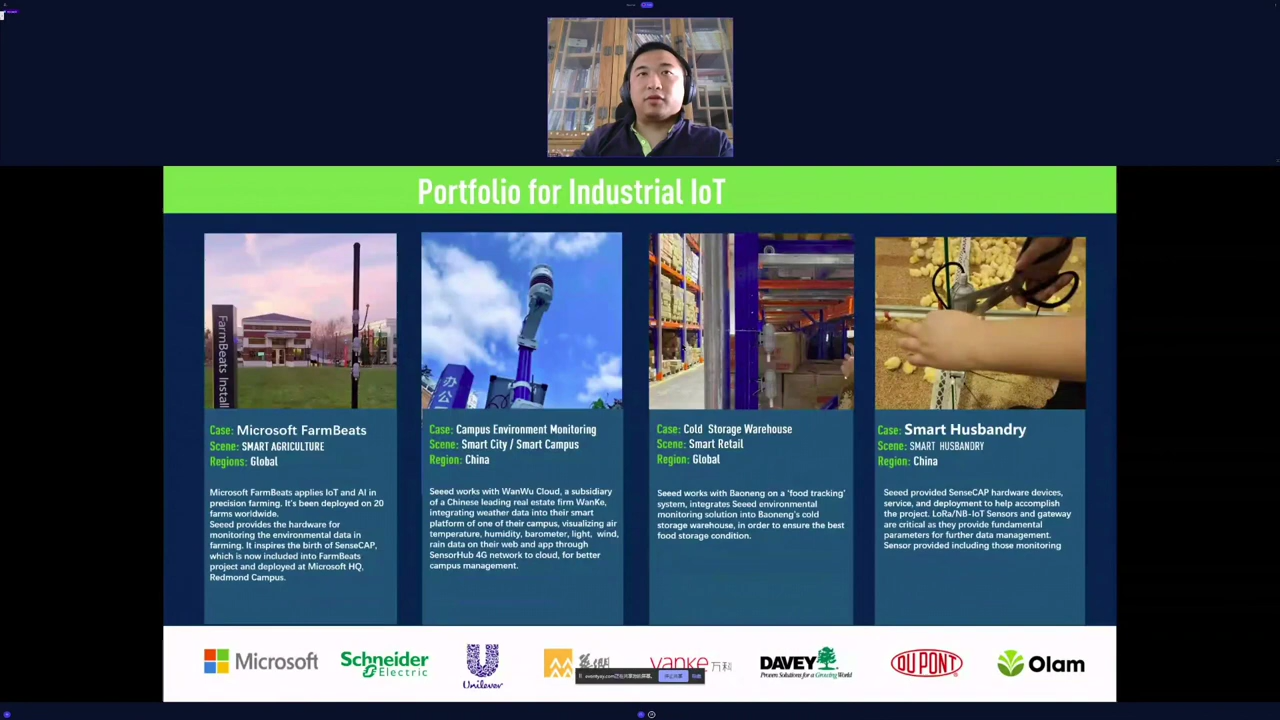 Portfolio for Industrial IoT
FarmBeats Install
办公
Case: Microsoft FarmBeats
Scene: SMART AGRICULTURE
Regions: Global
Microsoft FarmBeats applies IoT and AI in
precision farming. It's been deployed on 20
farms worldwide.
Seeed provides the hardware for
monitoring the environmental data in
farming. It inspires the birth of SenseCAP,
which is now included into FarmBeats
project and deployed at Microsoft HQ,
Redmond Campus.
Case: Campus Environment Monitoring
Scene: Smart City / Smart Campus
Region: China
Seeed works with WanWu Cloud, a subsidiary
of a Chinese leading real estate firm WanKe,
integrating weather data into their smart
platform of one of their campus, visualizing air
temperature, humidity, barometer, light, wind,
rain data on their web and app through
SensorHub 4G network to cloud, for better
campus management.
Case: Cold Storage Warehouse
Scene: Smart Retail
Region: Global
Seeed works with Baoneng on a 'food tracking'
system, integrates Seeed environmental
monitoring solution into Baoneng's cold
storage warehouse, in order to ensure the best
food storage condition.
Case: Smart Husbandry
Scene: SMART HUSBANDRY
Region: China
Seeed provided SenseCAP hardware devices,
service, and deployment to help accomplish
the project. LoRa/NB-IoT Sensors and gateway
are critical as they provide fundamental
parameters for further data management.
Sensor provided including those monitoring
Microsoft
Schneider
Electric
Unilever
vanke 万科
DAVEY
Proven Solutions for a Growing World
DUPONT
Olam
停止共享
隐藏